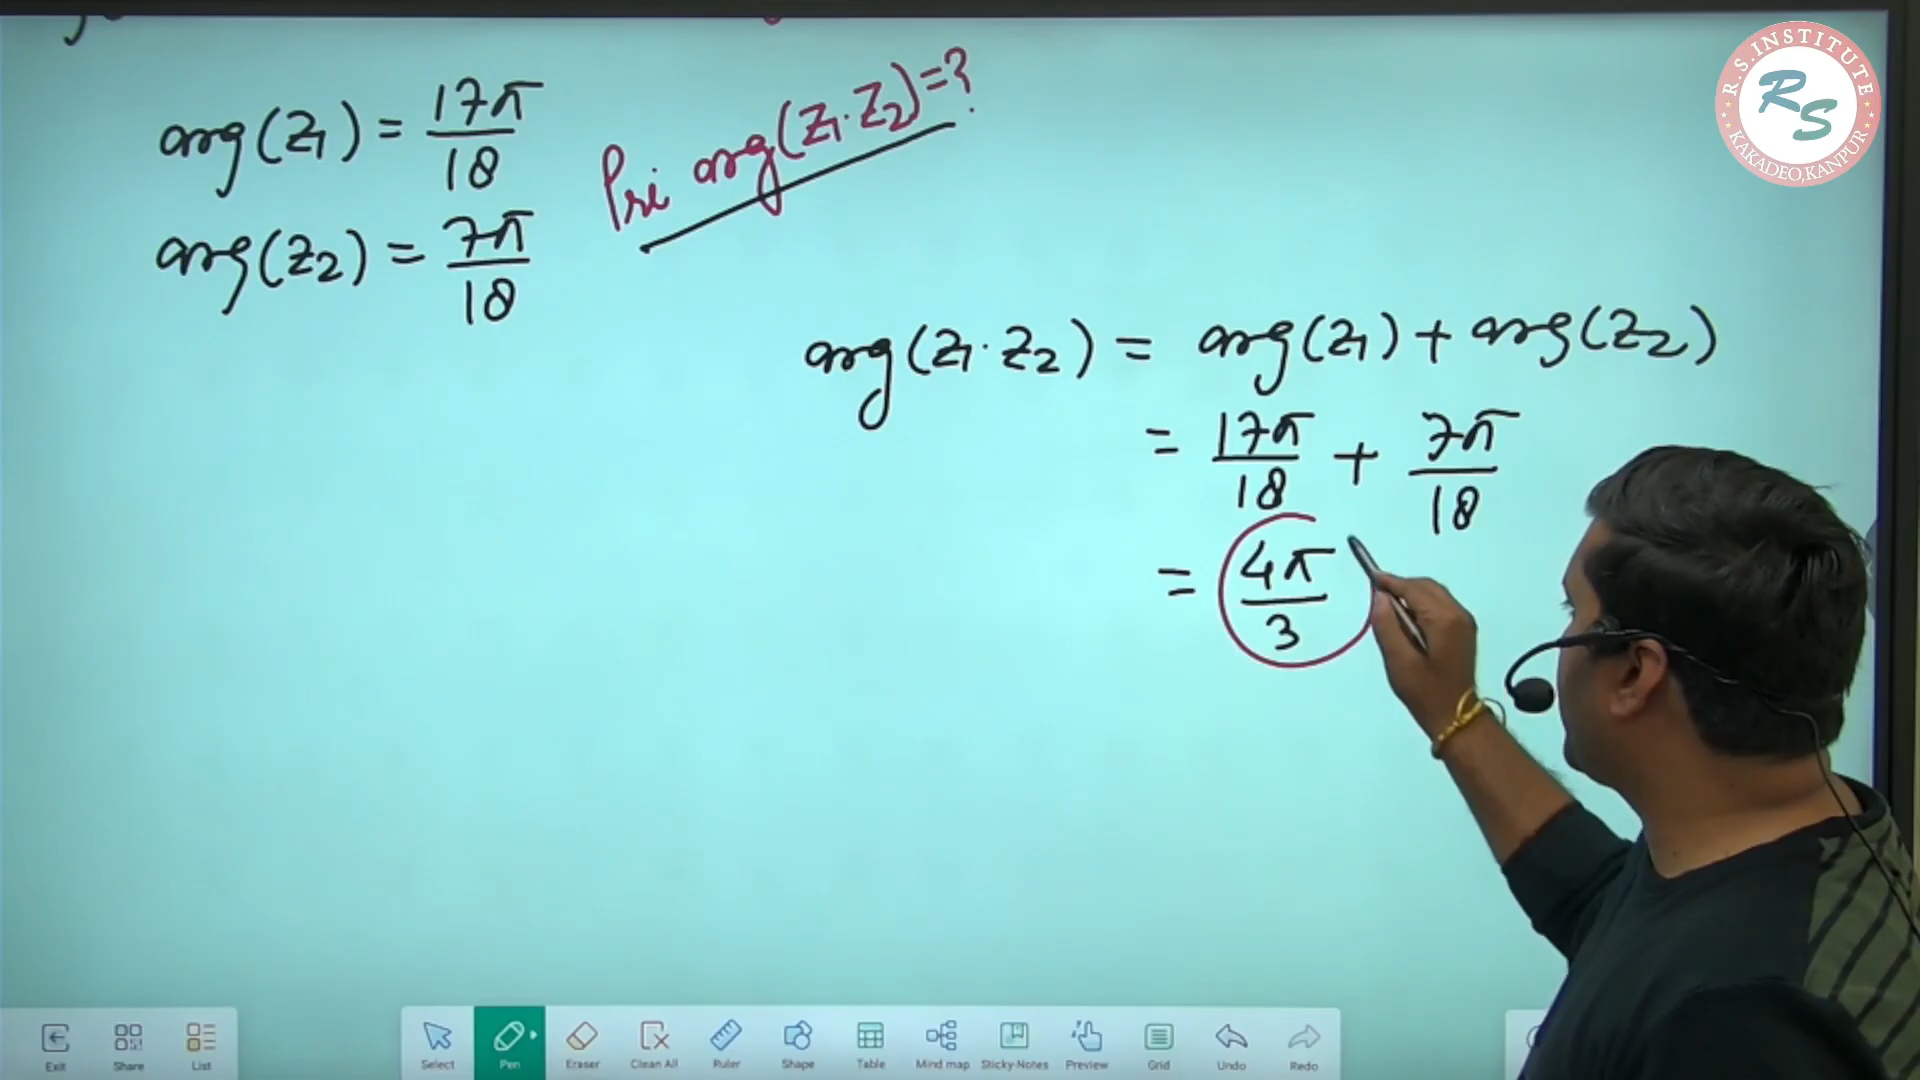 arg(z₁) = 17π/18
Pri arg(z₁·z₂)=?
arg(z₂) = 7π/18
arg(z₁·z₂) = arg(z₁) + arg(z₂)
= 17π/18 + 7π/18
= 4π/3
R.S.INSTITUTE
RS
KAKADEO,KANPUR
Exit Share List Select Pen Eraser Clean All Ruler Shape Table Mind map Sticky-Notes Preview Grid Undo Redo